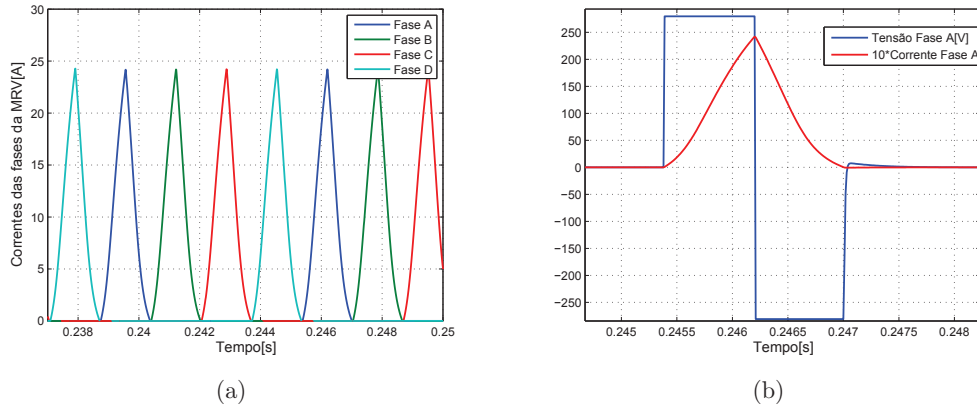 Correntes das fases da MRV[A]
30
25
20
15
10
5
0
Fase A
Fase B
Fase C
Fase D
0.238 0.24 0.242 0.244 0.246 0.248 0.25
Tempo[s]
(a)
250
200
150
100
50
0
−50
−100
−150
−200
−250
Tensão Fase A[V]
10*Corrente Fase A
0.245 0.2455 0.246 0.2465 0.247 0.2475 0.248
Tempo[s]
(b)